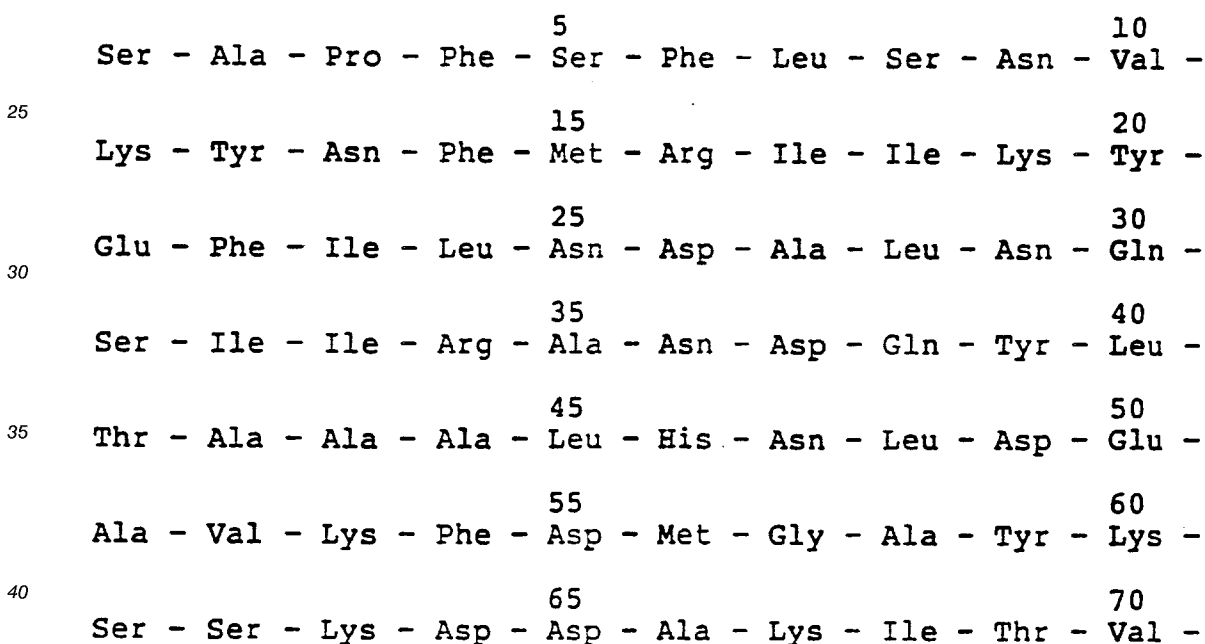 5 10
Ser - Ala - Pro - Phe - Ser - Phe - Leu - Ser - Asn - Val -
25
15 20
Lys - Tyr - Asn - Phe - Met - Arg - Ile - Ile - Lys - Tyr -
25 30
Glu - Phe - Ile - Leu - Asn - Asp - Ala - Leu - Asn - Gln -
30
35 40
Ser - Ile - Ile - Arg - Ala - Asn - Asp - Gln - Tyr - Leu -
45 50
35 Thr - Ala - Ala - Ala - Leu - His - Asn - Leu - Asp - Glu -
55 60
Ala - Val - Lys - Phe - Asp - Met - Gly - Ala - Tyr - Lys -
40
65 70
Ser - Ser - Lys - Asp - Asp - Ala - Lys - Ile - Thr - Val -